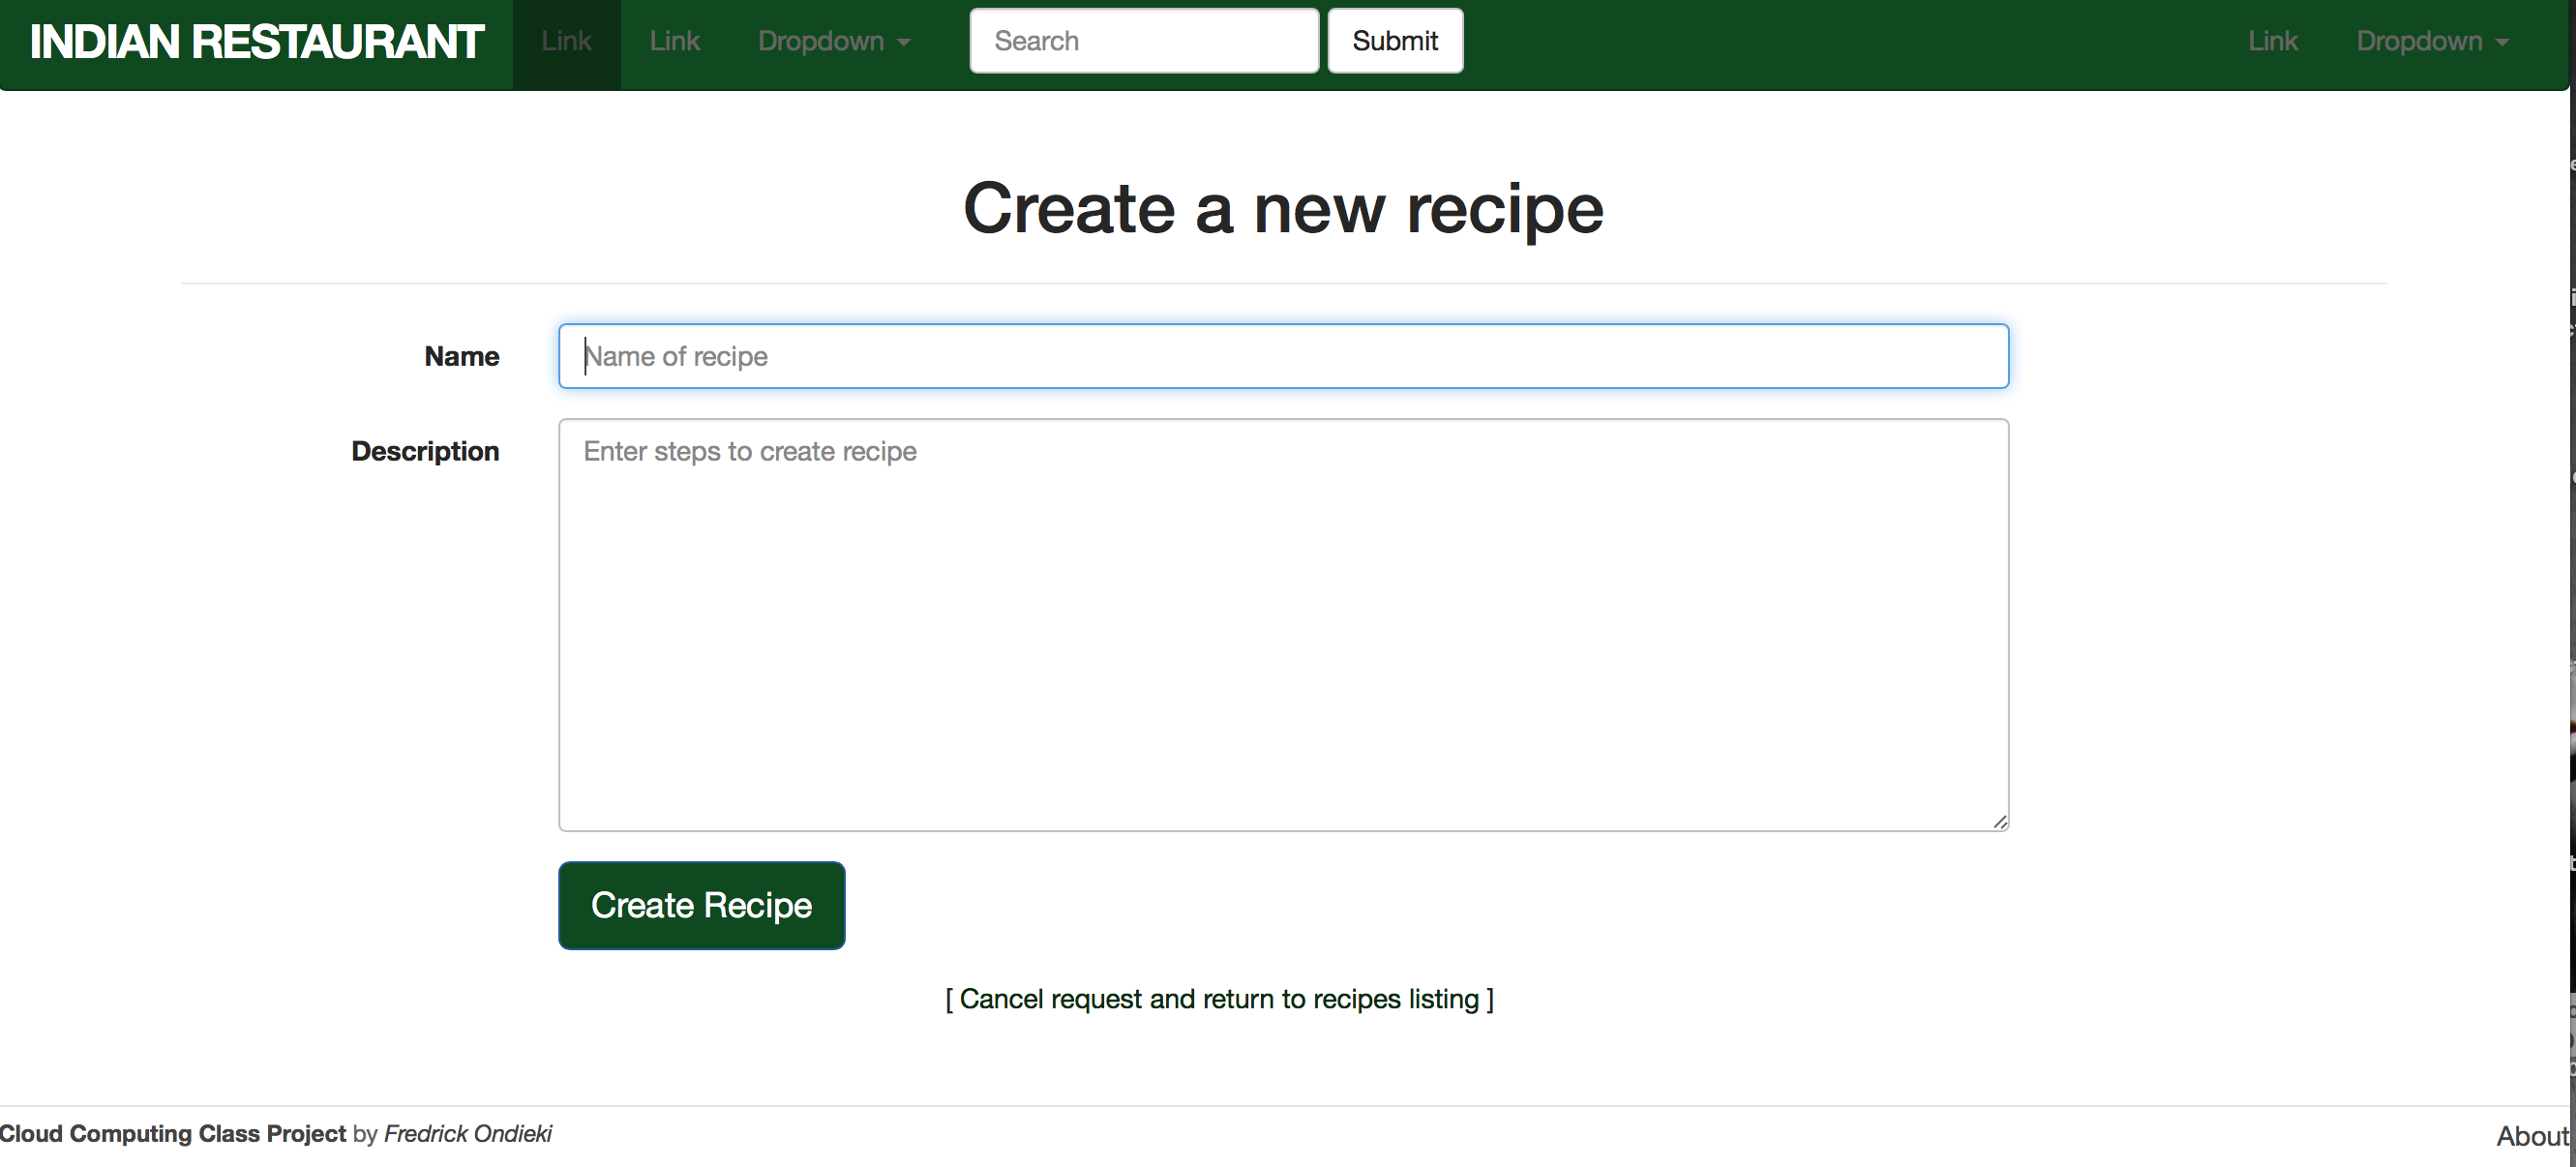 INDIAN RESTAURANT Link Link Dropdown Search Submit Link Dropdown
Create a new recipe
Name Name of recipe
Description Enter steps to create recipe
Create Recipe
[ Cancel request and return to recipes listing ]
Cloud Computing Class Project by Fredrick Ondieki About